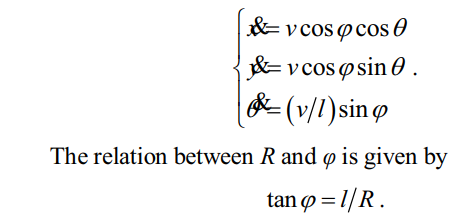 x&= v cos φ cos θ
y&= v cos φ sin θ .
θ&= (v/l) sin φ
The relation between R and φ is given by
tan φ = l/R .